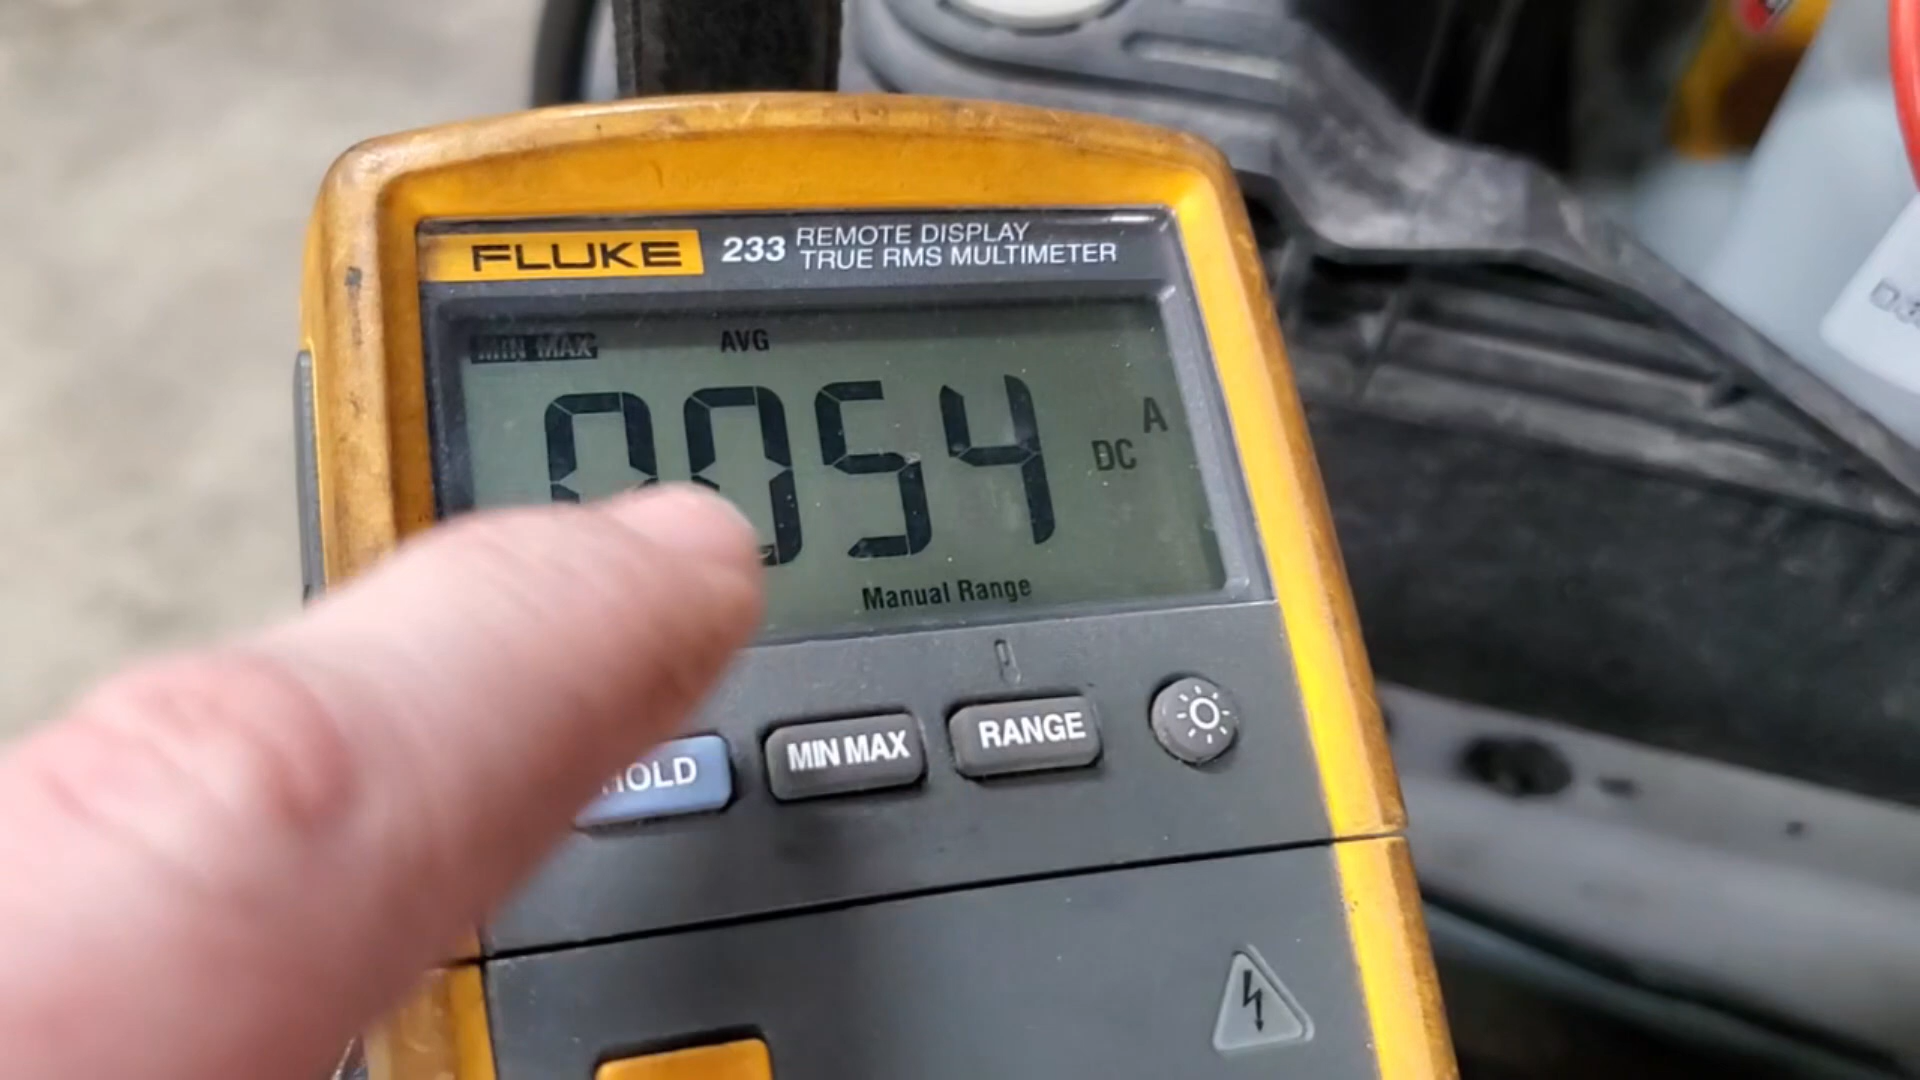 FLUKE 233 REMOTE DISPLAY
TRUE RMS MULTIMETER
MIN MAX AVG
0054 A
DC
Manual Range
HOLD MIN MAX RANGE